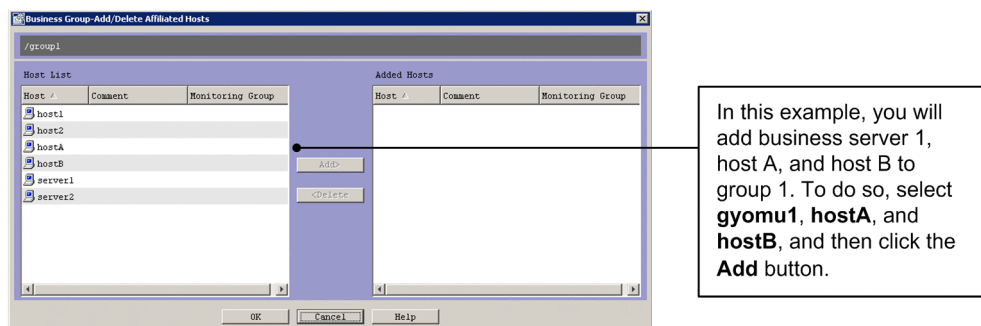 Business Group-Add/Delete Affiliated Hosts
/group1
Host List
Added Hosts
Host Comment Monitoring Group
Host Comment Monitoring Group
host1
host2
hostA
hostB
server1
server2
Add>
<Delete
OK Cancel Help
In this example, you will
add business server 1,
host A, and host B to
group 1. To do so, select
gyomu1, hostA, and
hostB, and then click the
Add button.